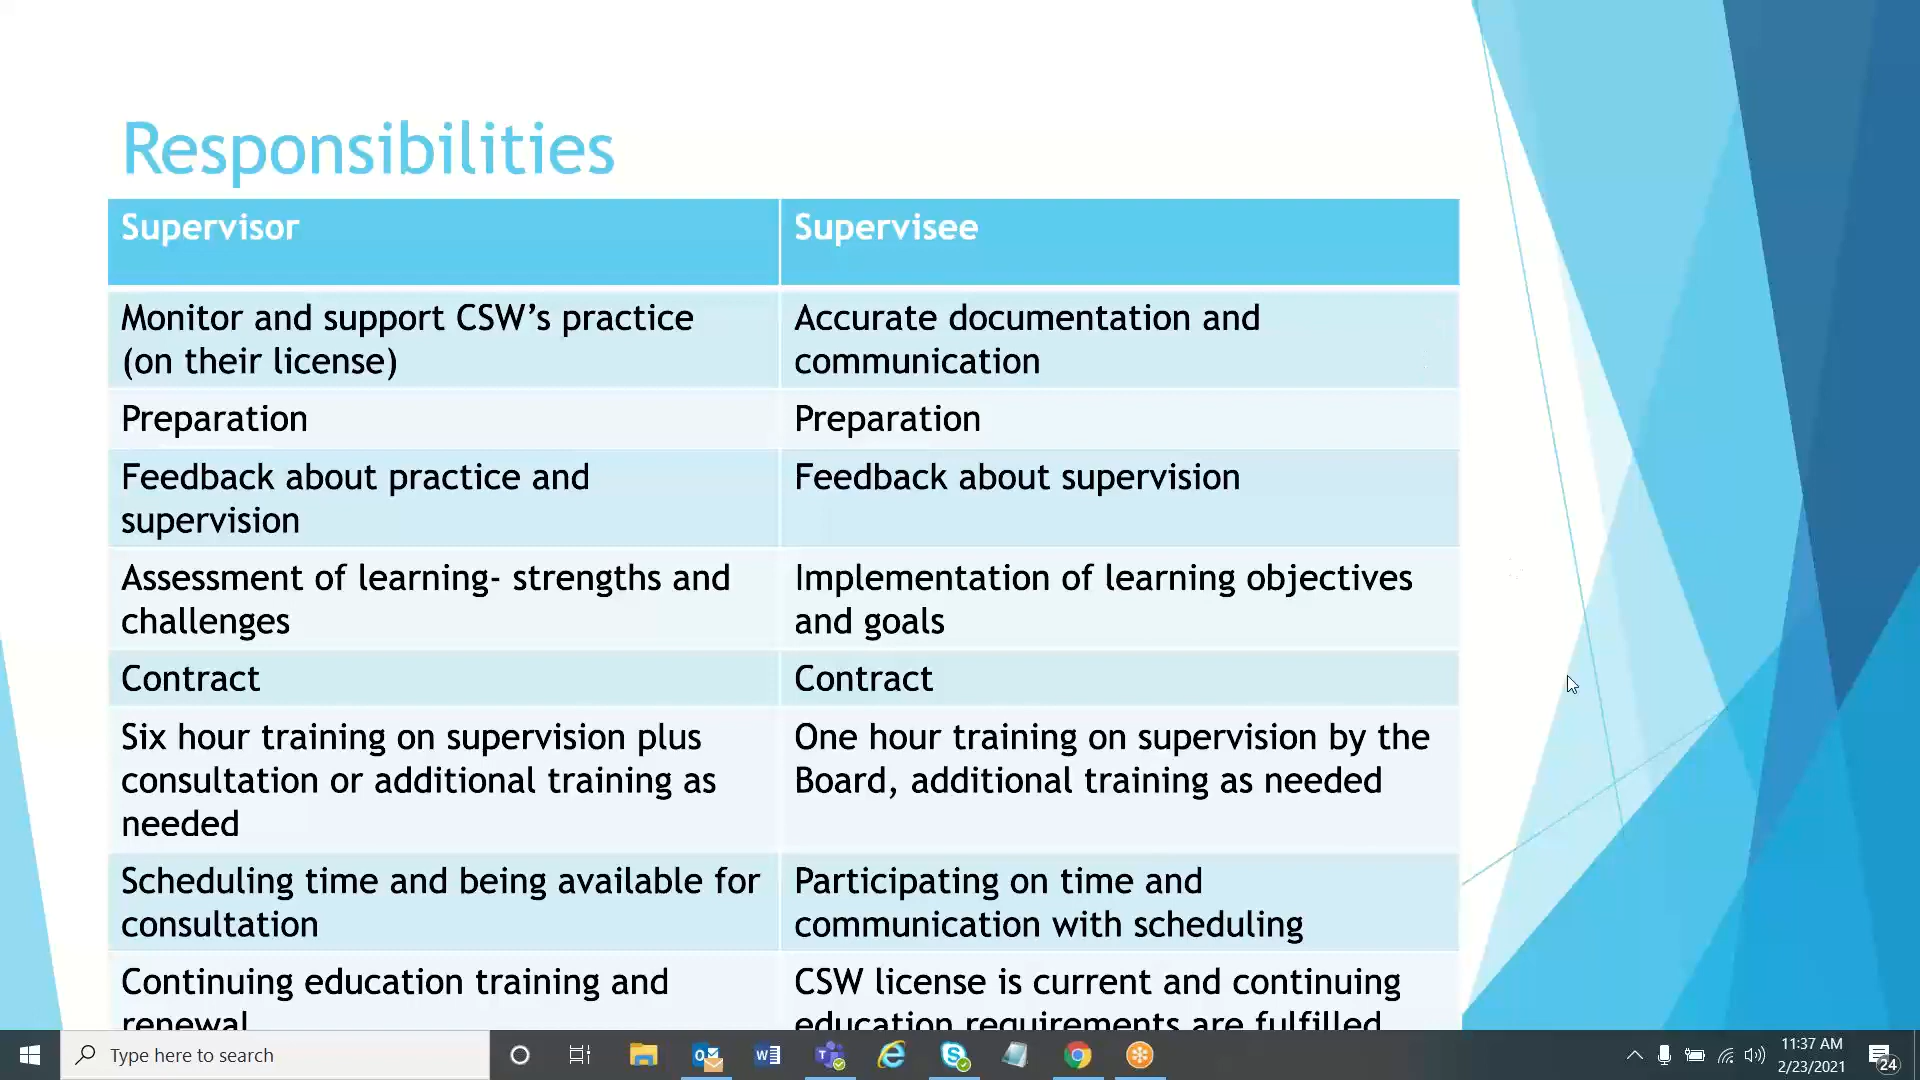 Responsibilities
Supervisor
Supervisee
Monitor and support CSW’s practice
(on their license)
Accurate documentation and
communication
Preparation
Preparation
Feedback about practice and
supervision
Feedback about supervision
Assessment of learning- strengths and
challenges
Implementation of learning objectives
and goals
Contract
Contract
Six hour training on supervision plus
consultation or additional training as
needed
One hour training on supervision by the
Board, additional training as needed
Scheduling time and being available for
consultation
Participating on time and
communication with scheduling
Continuing education training and
renewal
CSW license is current and continuing
education requirements are fulfilled
Type here to search
11:37 AM
2/23/2021
24